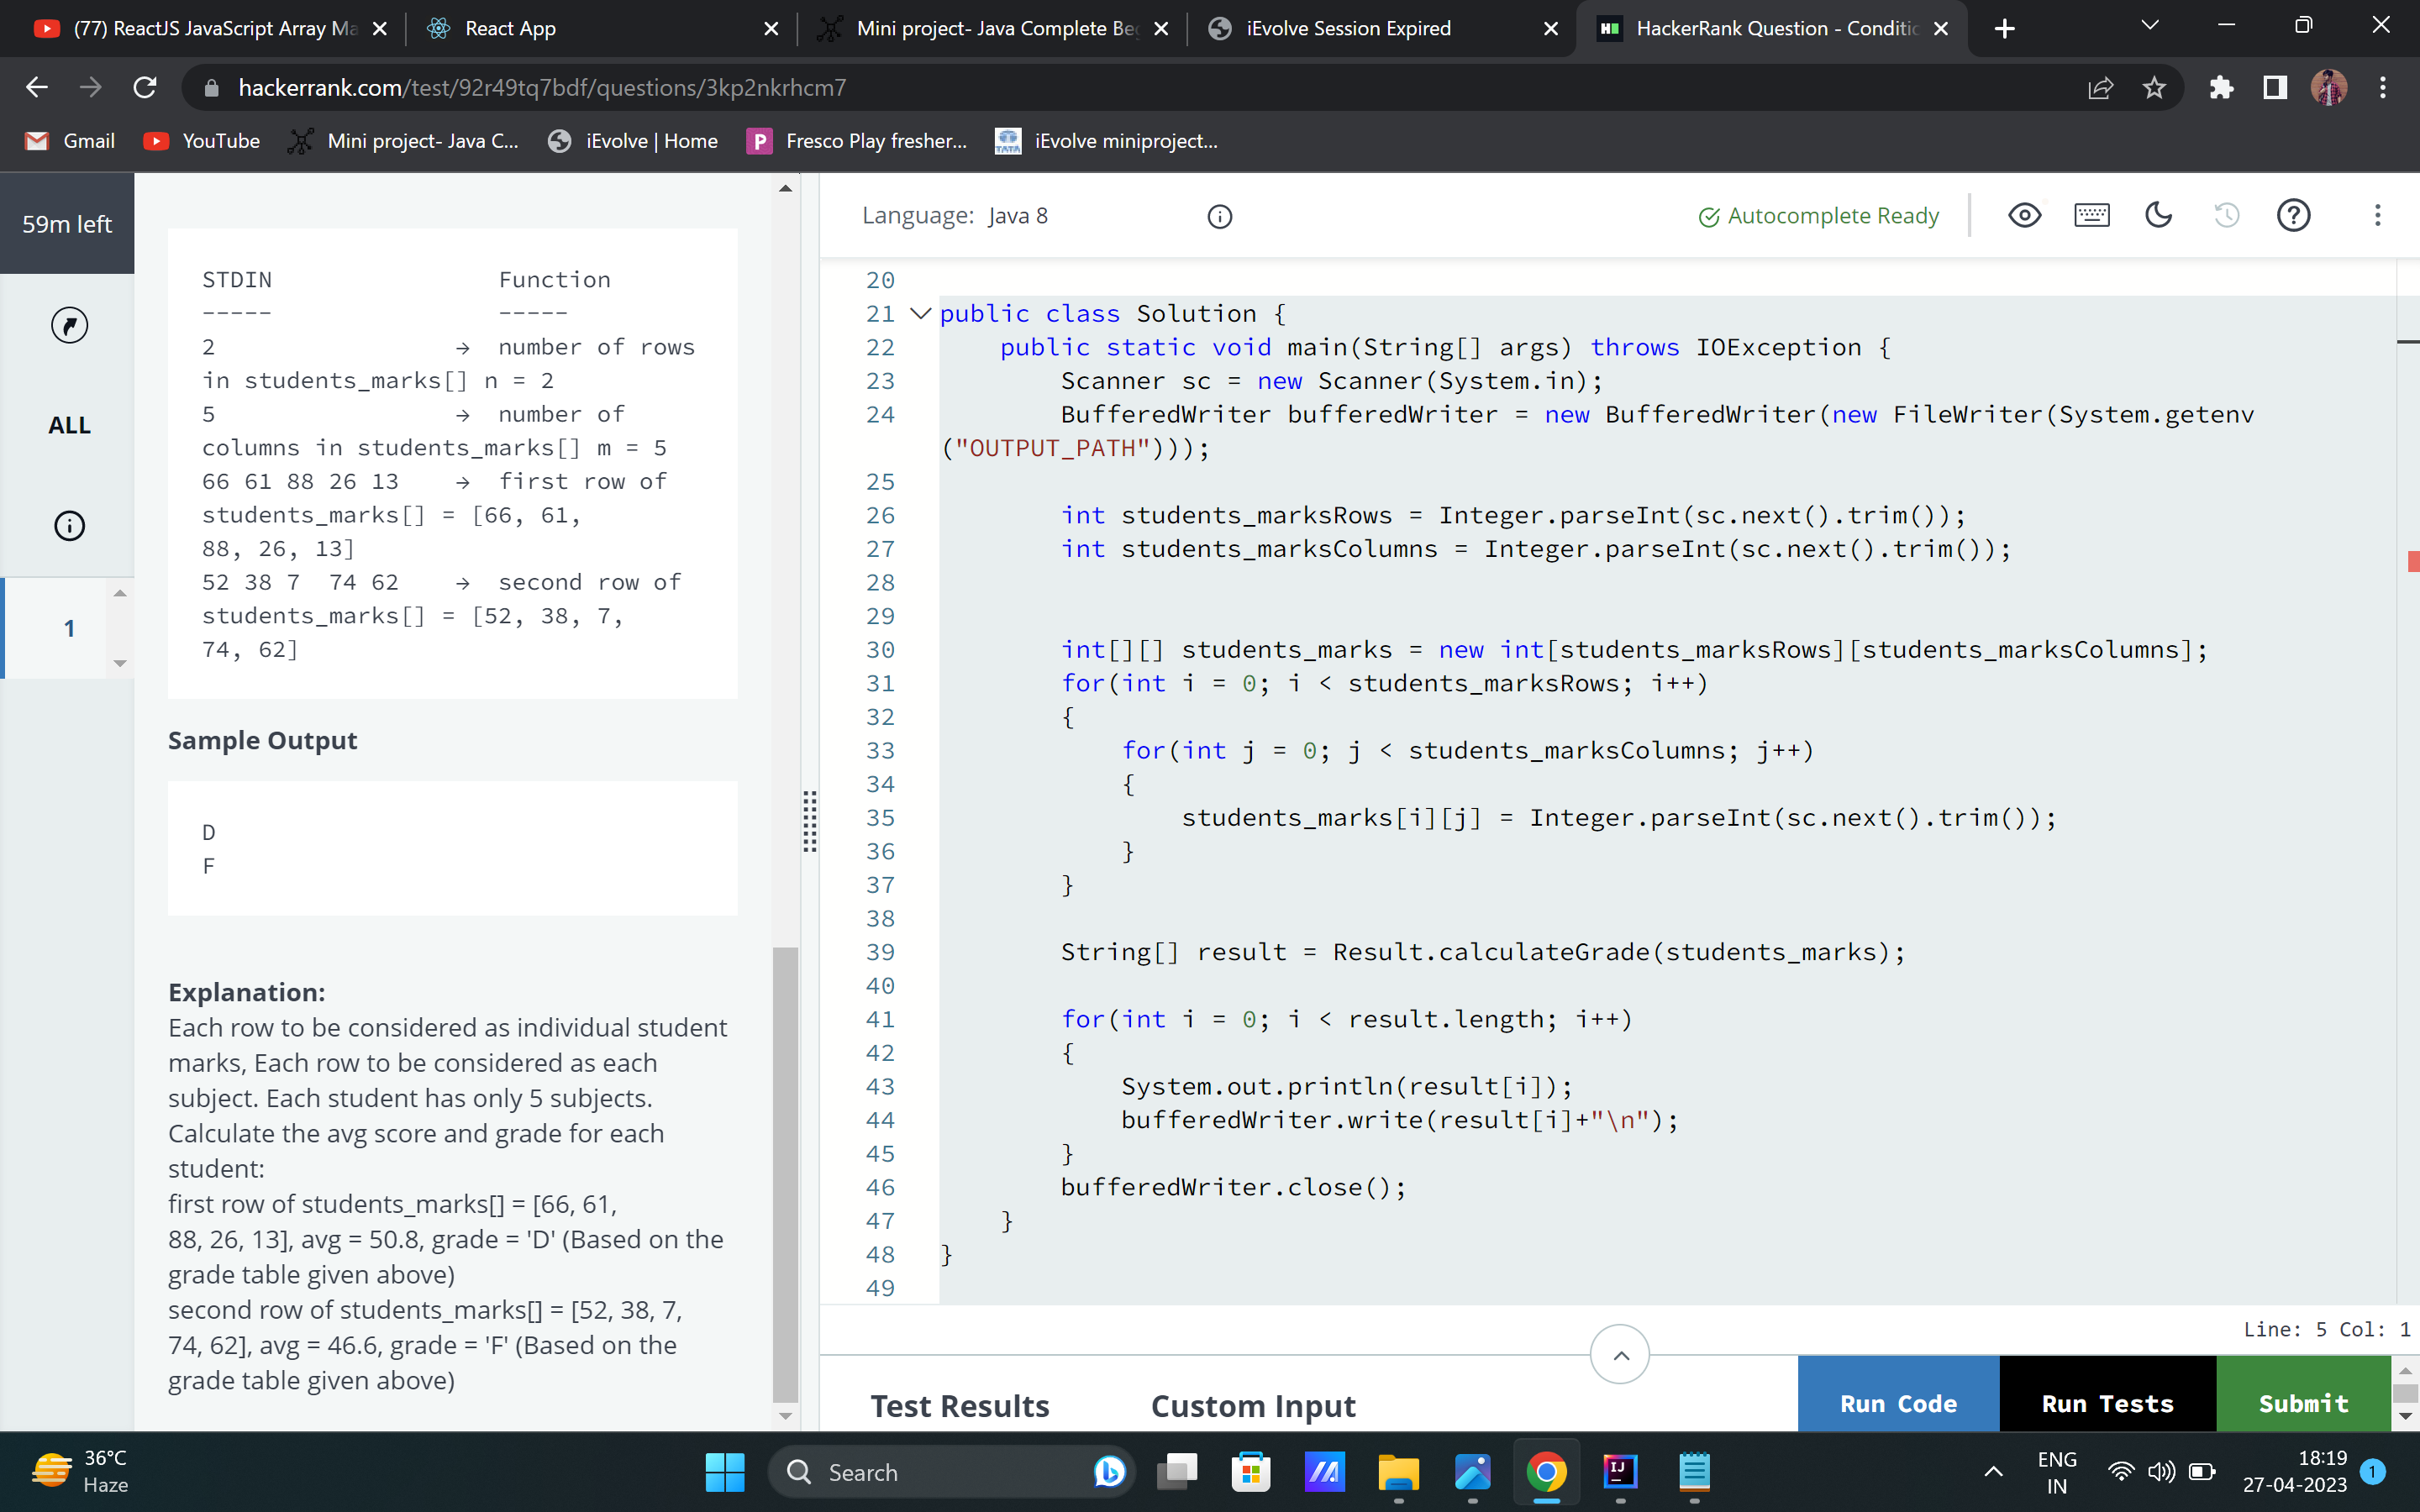 (77) ReactJS JavaScript Array Ma
React App
Mini project- Java Complete Be
iEvolve Session Expired
HackerRank Question - Conditio
hackerrank.com/test/92r49tq7bdf/questions/3kp2nkrhcm7
Gmail
YouTube
Mini project- Java C...
iEvolve | Home
Fresco Play fresher...
iEvolve miniproject...
59m left
ALL
1
STDIN Function
----- -----
2 → number of rows
in students_marks[] n = 2
5 → number of
columns in students_marks[] m = 5
66 61 88 26 13 → first row of
students_marks[] = [66, 61,
88, 26, 13]
52 38 7 74 62 → second row of
students_marks[] = [52, 38, 7,
74, 62]
Sample Output
D
F
Explanation:
Each row to be considered as individual student
marks, Each row to be considered as each
subject. Each student has only 5 subjects.
Calculate the avg score and grade for each
student:
first row of students_marks[] = [66, 61,
88, 26, 13], avg = 50.8, grade = 'D' (Based on the
grade table given above)
second row of students_marks[] = [52, 38, 7,
74, 62], avg = 46.6, grade = 'F' (Based on the
grade table given above)
Language: Java 8
Autocomplete Ready
20
21 public class Solution {
22 public static void main(String[] args) throws IOException {
23 Scanner sc = new Scanner(System.in);
24 BufferedWriter bufferedWriter = new BufferedWriter(new FileWriter(System.getenv
("OUTPUT_PATH")));
25
26 int students_marksRows = Integer.parseInt(sc.next().trim());
27 int students_marksColumns = Integer.parseInt(sc.next().trim());
28
29
30 int[][] students_marks = new int[students_marksRows][students_marksColumns];
31 for(int i = 0; i < students_marksRows; i++)
32 {
33 for(int j = 0; j < students_marksColumns; j++)
34 {
35 students_marks[i][j] = Integer.parseInt(sc.next().trim());
36 }
37 }
38
39 String[] result = Result.calculateGrade(students_marks);
40
41 for(int i = 0; i < result.length; i++)
42 {
43 System.out.println(result[i]);
44 bufferedWriter.write(result[i]+"\n");
45 }
46 bufferedWriter.close();
47 }
48 }
49
Line: 5 Col: 1
Test Results
Custom Input
Run Code
Run Tests
Submit
36°C
Haze
Search
ENG
IN
18:19
27-04-2023
1